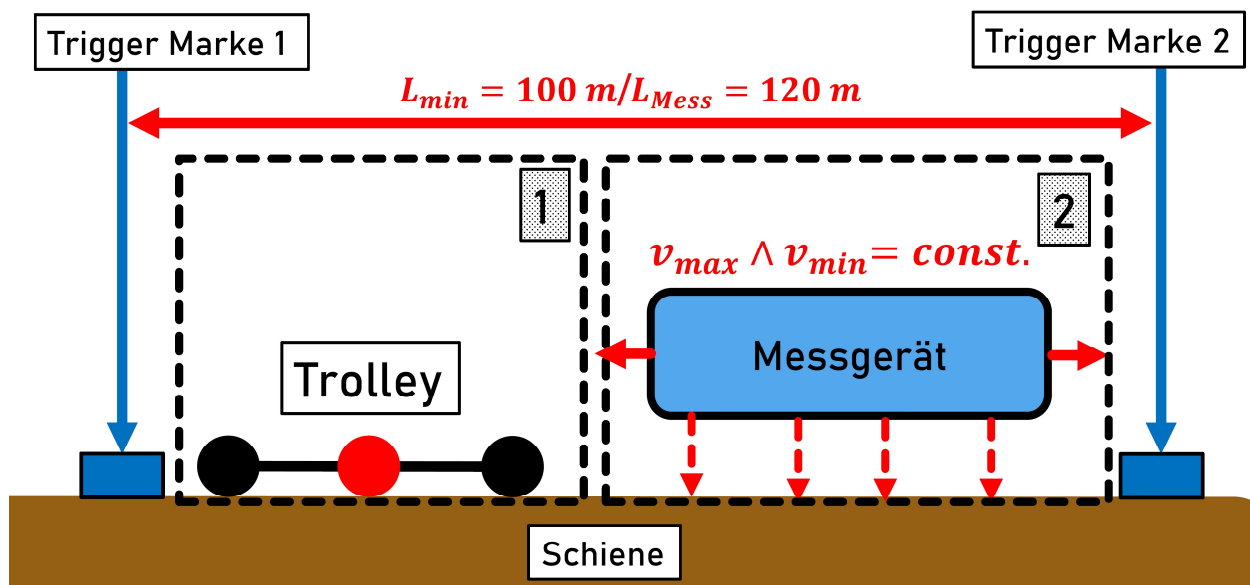 Trigger Marke 1
Trigger Marke 2
L_min = 100 m/L_Mess = 120 m
1
2
v_max ∧ v_min = const.
Messgerät
Trolley
Schiene